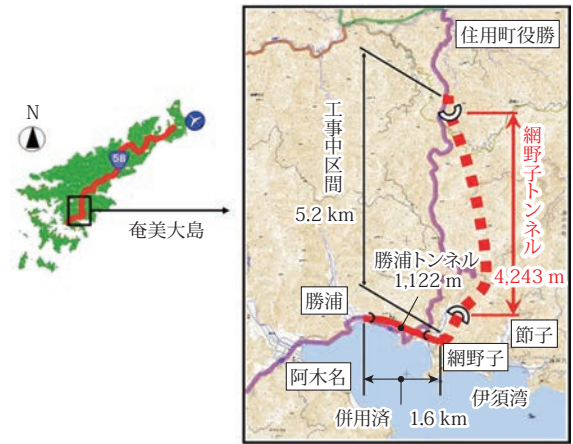 N
58
奄美大島
住用町役勝
工事中区間
5.2 km
網野子トンネル
4,243 m
勝浦トンネル
1,122 m
勝浦
節子
網野子
阿木名
伊須湾
併用済
1.6 km